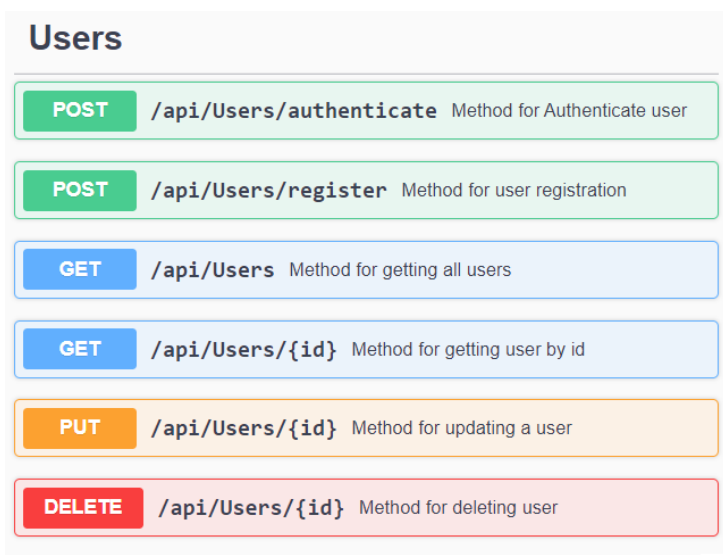 Users
POST /api/Users/authenticate Method for Authenticate user
POST /api/Users/register Method for user registration
GET /api/Users Method for getting all users
GET /api/Users/{id} Method for getting user by id
PUT /api/Users/{id} Method for updating a user
DELETE /api/Users/{id} Method for deleting user